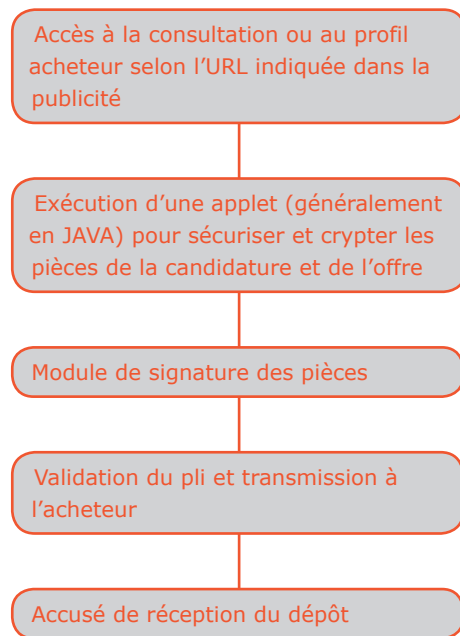 Accès à la consultation ou au profil
acheteur selon l’URL indiquée dans la
publicité
Exécution d’une applet (généralement
en JAVA) pour sécuriser et crypter les
pièces de la candidature et de l’offre
Module de signature des pièces
Validation du pli et transmission à
l’acheteur
Accusé de réception du dépôt